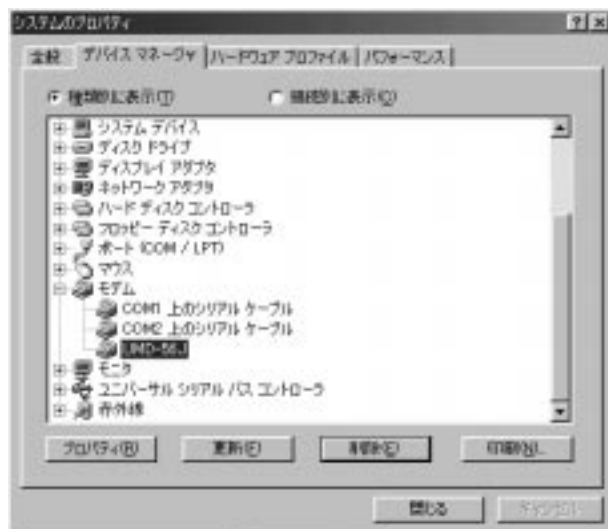 システムのプロパティ
全般 デバイス マネージャ ハードウェア プロファイル パフォーマンス
種類別に表示(T) 接続別に表示(C)
システム デバイス
ディスク ドライブ
ディスプレイ アダプタ
ネットワーク アダプタ
ハード ディスク コントローラ
フロッピー ディスク コントローラ
ポート (COM / LPT)
マウス
モデム
COM1 上のシリアル ケーブル
COM2 上のシリアル ケーブル
UMD-56J
モニタ
ユニバーサル シリアル バス コントローラ
赤外線
プロパティ(R) 更新(F) 削除(E) 印刷(N)...
閉じる キャンセル